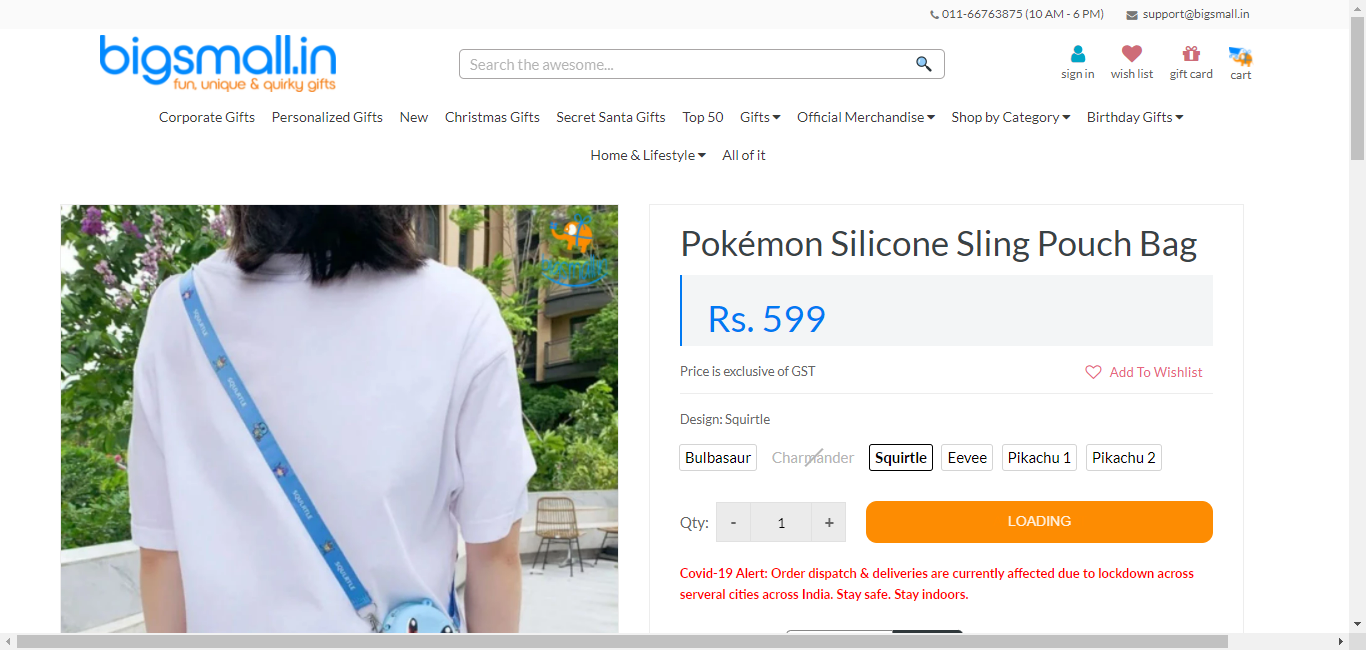 011-66763875 (10 AM - 6 PM) support@bigsmall.in
bigsmall.in
fun, unique & quirky gifts
Search the awesome...
sign in wish list gift card cart
Corporate Gifts Personalized Gifts New Christmas Gifts Secret Santa Gifts Top 50 Gifts Official Merchandise Shop by Category Birthday Gifts
Home & Lifestyle All of it
Pokémon Silicone Sling Pouch Bag
Rs. 599
Price is exclusive of GST Add To Wishlist
Design: Squirtle
Bulbasaur Charmander Squirtle Eevee Pikachu 1 Pikachu 2
Qty: - 1 + LOADING
Covid-19 Alert: Order dispatch & deliveries are currently affected due to lockdown across
serveral cities across India. Stay safe. Stay indoors.
SQUIRTLE
SQUIRTLE
SQUIRTLE
SQUIRTLE